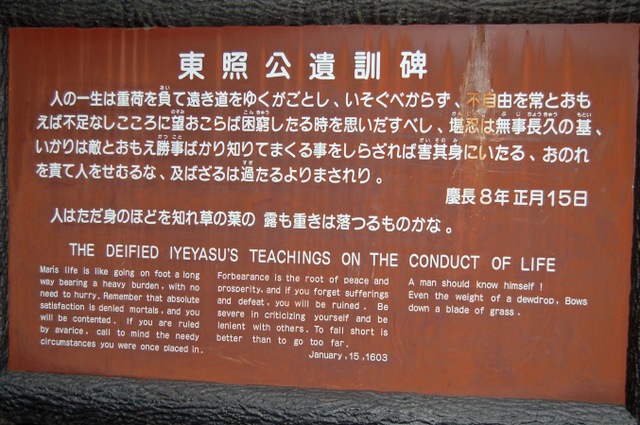 東照公遺訓碑
人の一生は重荷を負て遠き道をゆくがごとし、いそぐべからず、不自由を常とおも
えば不足なしこころに望おこらば困窮したる時を思いだすべし、堪忍は無事長久の基、
いかりは敵とおもえ勝事ばかり知りてまくる事をしらざれば害其身にいたる、おのれ
を責て人をせむるな、及ばざるは過たるよりまされり。
慶長8年正月15日
人はただ身のほどを知れ草の葉の 露も重きは落つるものかな。
THE DEIFIED IYEYASU'S TEACHINGS ON THE CONDUCT OF LIFE
Man's life is like going on foot a long
way bearing a heavy burden, with no
need to hurry. Remember that absolute
satisfaction is denied mortals, and you
will be contented. If you are ruled
by avarice, call to mind the needy
circumstances you were once placed in.
Forbearance is the root of peace and
prosperity, and if you forget sufferings
and defeat, you will be ruined. Be
severe in criticizing yourself and be
lenient with others. To fall short is
better than to go too far.
January, 15, 1603
A man should know himself!
Even the weight of a dewdrop, Bows
down a blade of grass.